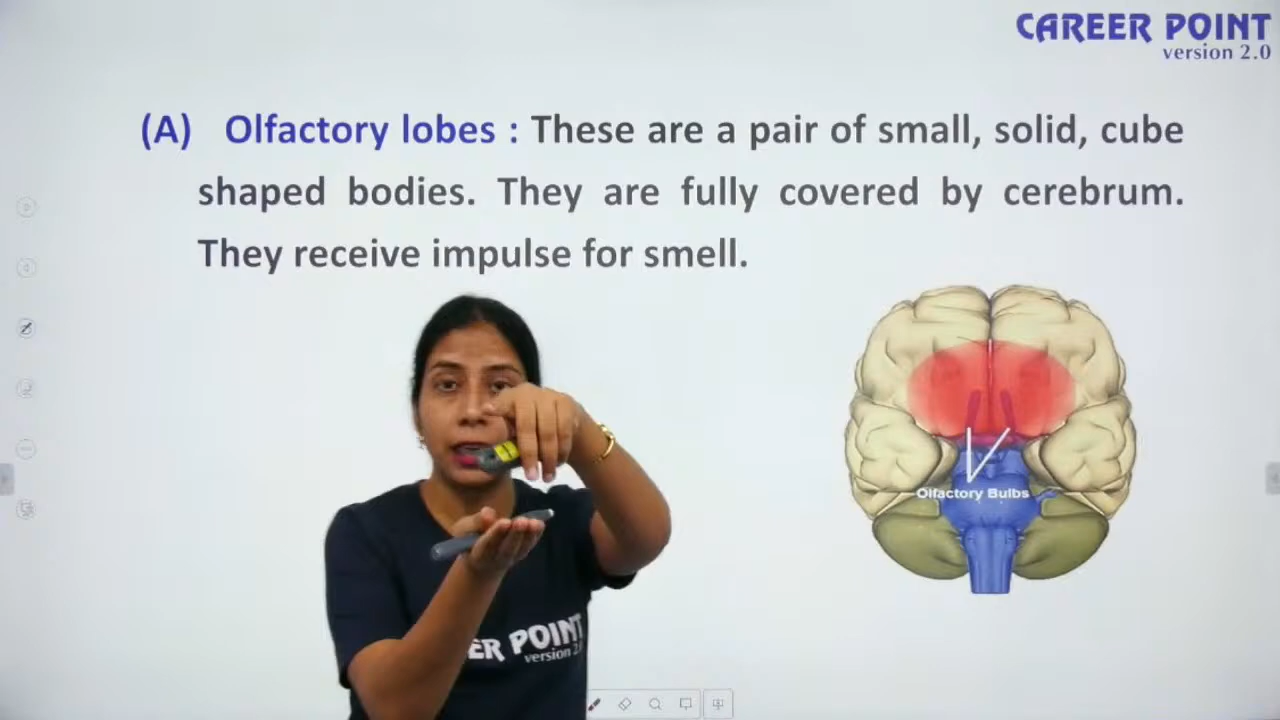 CAREER POINT
version 2.0
(A) Olfactory lobes : These are a pair of small, solid, cube
shaped bodies. They are fully covered by cerebrum.
They receive impulse for smell.
Olfactory Bulbs
ER POINT
version 2.0